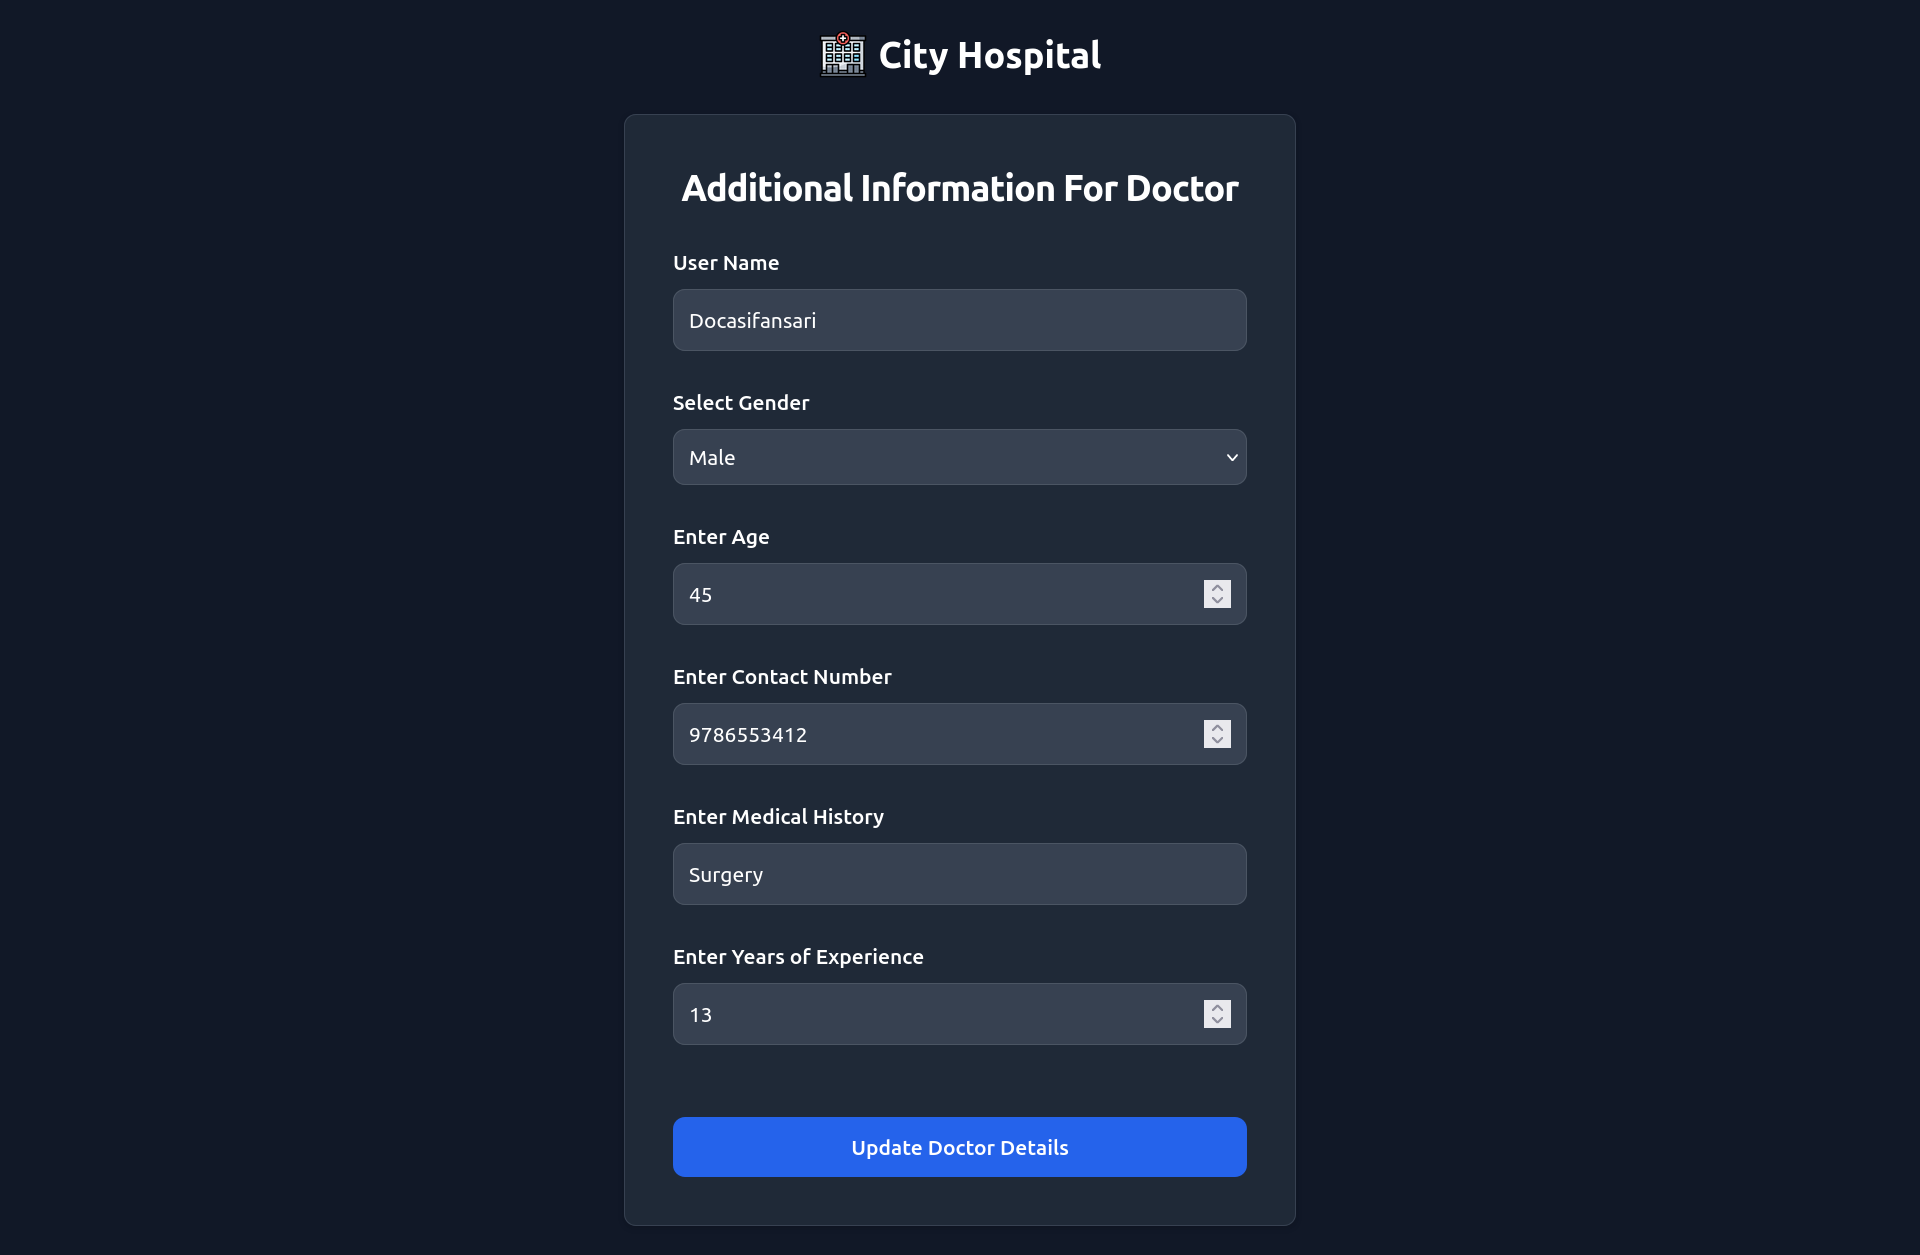 City Hospital
Additional Information For Doctor
User Name
Docasifansari
Select Gender
Male
Enter Age
45
Enter Contact Number
9786553412
Enter Medical History
Surgery
Enter Years of Experience
13
Update Doctor Details